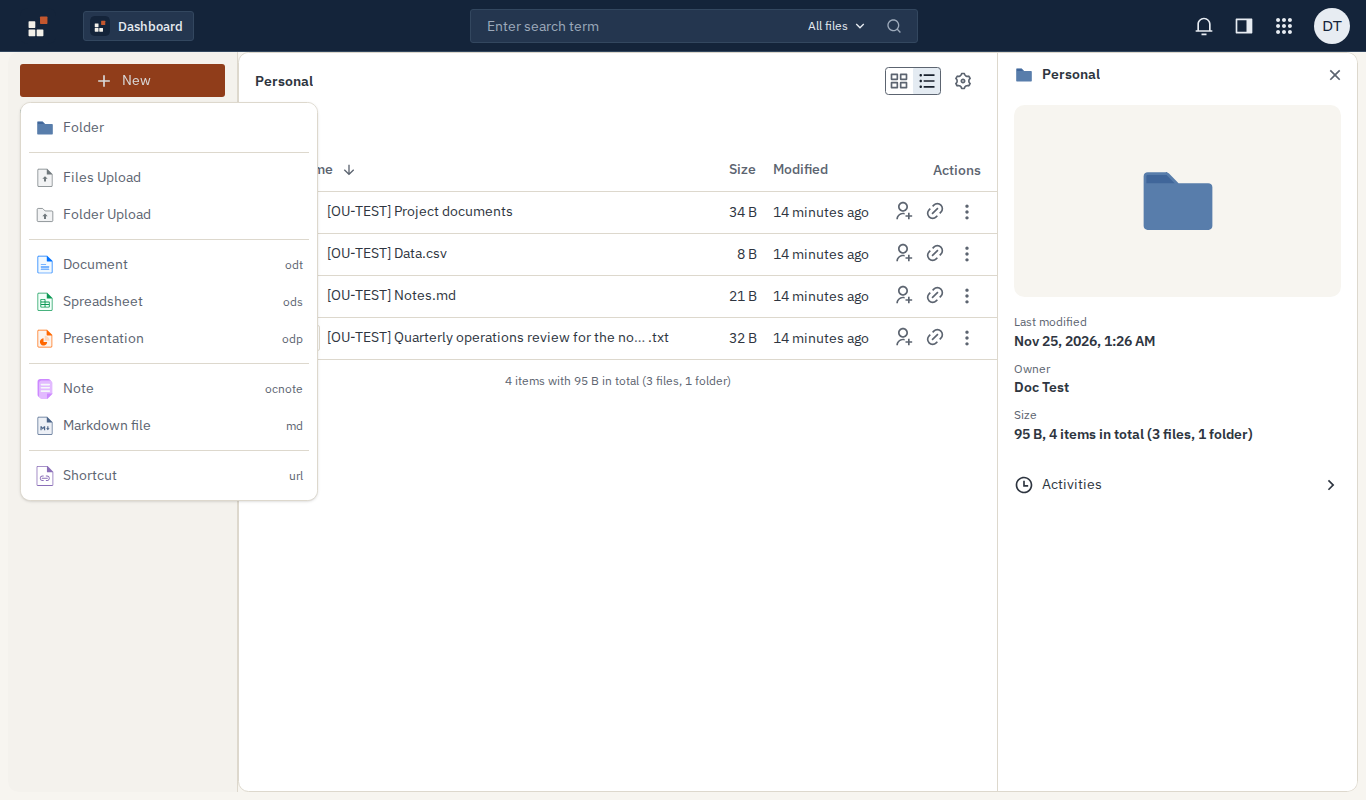 Dashboard
Enter search term
All files
DT
New
Folder
Files Upload
Folder Upload
Document odt
Spreadsheet ods
Presentation odp
Note ocnote
Markdown file md
Shortcut url
Personal
me Size Modified Actions
[OU-TEST] Project documents 34 B 14 minutes ago
[OU-TEST] Data.csv 8 B 14 minutes ago
[OU-TEST] Notes.md 21 B 14 minutes ago
[OU-TEST] Quarterly operations review for the no... .txt 32 B 14 minutes ago
4 items with 95 B in total (3 files, 1 folder)
Personal
Last modified
Nov 25, 2026, 1:26 AM
Owner
Doc Test
Size
95 B, 4 items in total (3 files, 1 folder)
Activities